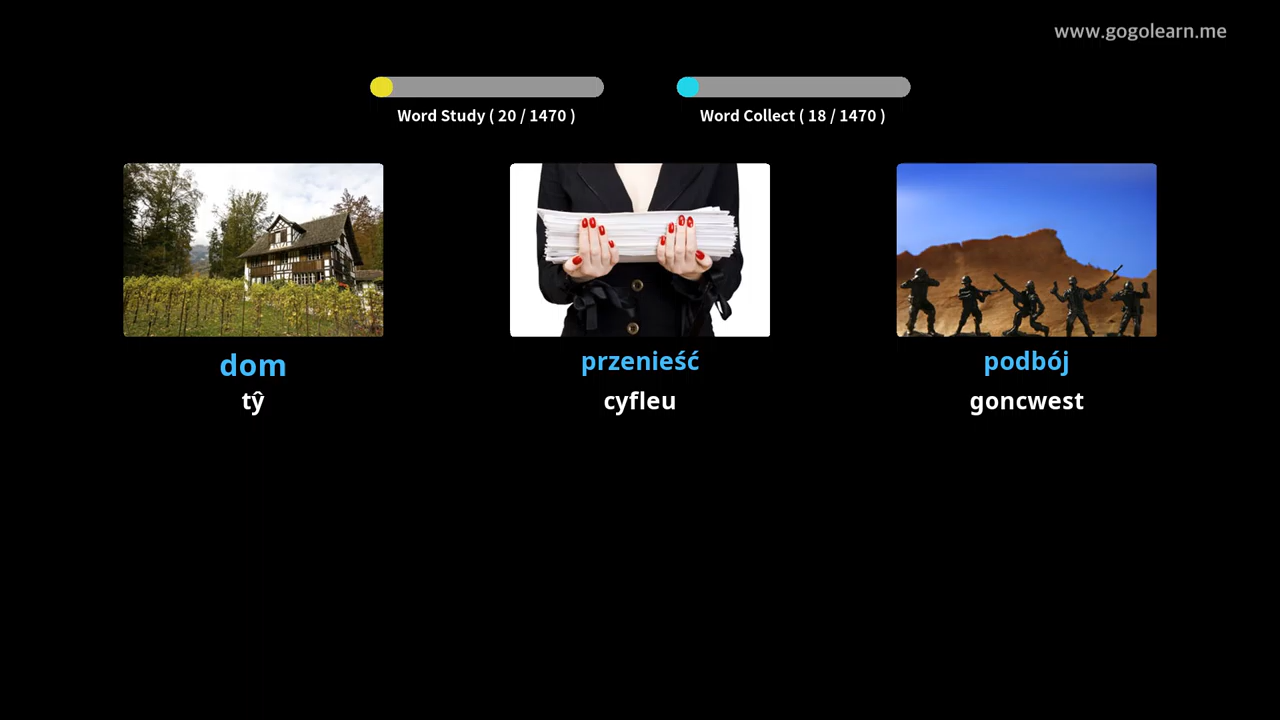 www.gogolearn.me
Word Study ( 20 / 1470 )
Word Collect ( 18 / 1470 )
dom
tŷ
przenieść
cyfleu
podbój
goncwest